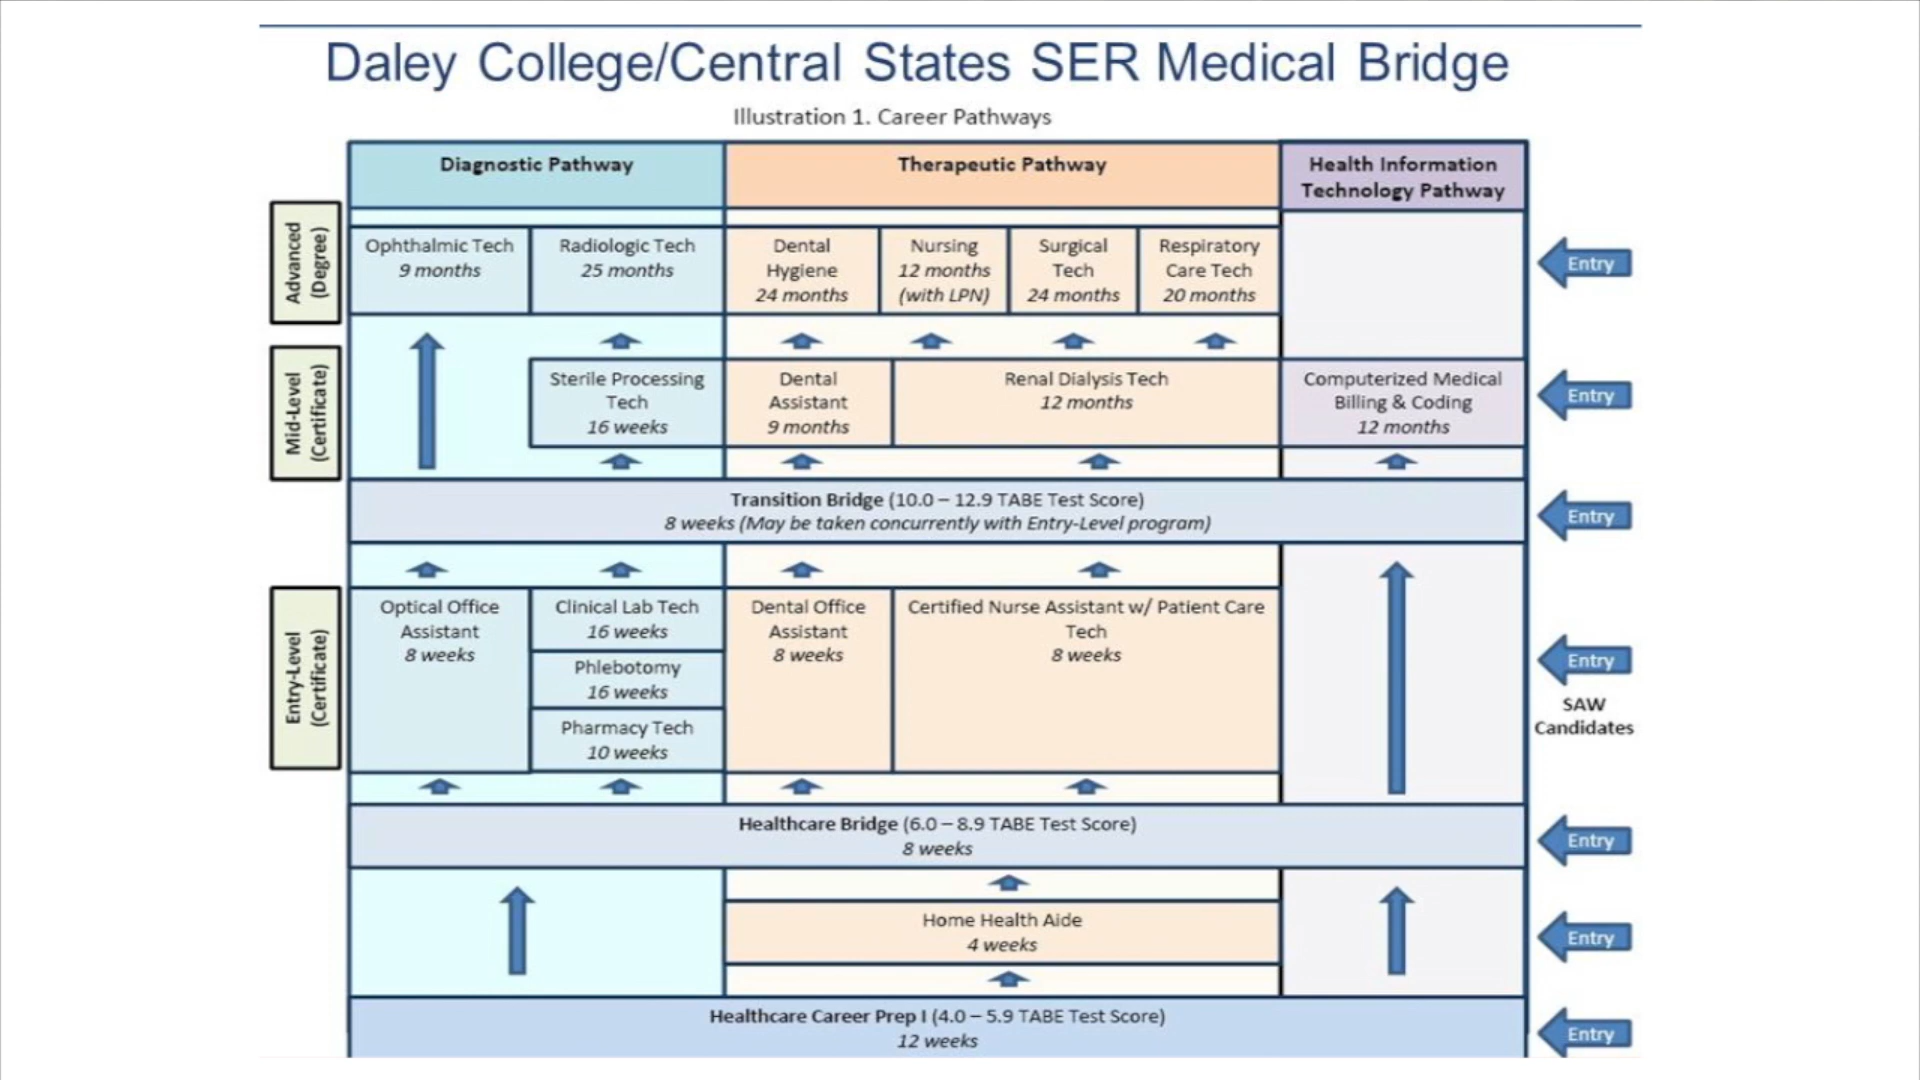 Daley College/Central States SER Medical Bridge
Illustration 1. Career Pathways
Diagnostic Pathway
Therapeutic Pathway
Health Information
Technology Pathway
Advanced
(Degree)
Ophthalmic Tech
9 months
Radiologic Tech
25 months
Dental
Hygiene
24 months
Nursing
12 months
(with LPN)
Surgical
Tech
24 months
Respiratory
Care Tech
20 months
Entry
Mid-Level
(Certificate)
Sterile Processing
Tech
16 weeks
Dental
Assistant
9 months
Renal Dialysis Tech
12 months
Computerized Medical
Billing & Coding
12 months
Entry
Transition Bridge (10.0 – 12.9 TABE Test Score)
8 weeks (May be taken concurrently with Entry-Level program)
Entry
Entry-Level
(Certificate)
Optical Office
Assistant
8 weeks
Clinical Lab Tech
16 weeks
Phlebotomy
16 weeks
Pharmacy Tech
10 weeks
Dental Office
Assistant
8 weeks
Certified Nurse Assistant w/ Patient Care
Tech
8 weeks
Entry
SAW
Candidates
Healthcare Bridge (6.0 – 8.9 TABE Test Score)
8 weeks
Entry
Home Health Aide
4 weeks
Entry
Healthcare Career Prep I (4.0 – 5.9 TABE Test Score)
12 weeks
Entry